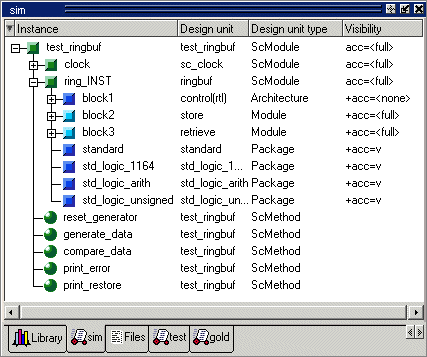 sim
Instance Design unit Design unit type Visibility
test_ringbuf test_ringbuf ScModule acc=<full>
clock sc_clock ScModule acc=<full>
ring_INST ringbuf ScModule acc=<full>
block1 control(rtl) Architecture +acc=<none>
block2 store Module +acc=<full>
block3 retrieve Module +acc=<full>
standard standard Package +acc=v
std_logic_1164 std_logic_1... Package +acc=v
std_logic_arith std_logic_arith Package +acc=v
std_logic_unsigned std_logic_un... Package +acc=v
reset_generator test_ringbuf ScMethod
generate_data test_ringbuf ScMethod
compare_data test_ringbuf ScMethod
print_error test_ringbuf ScMethod
print_restore test_ringbuf ScMethod
Library sim Files test gold